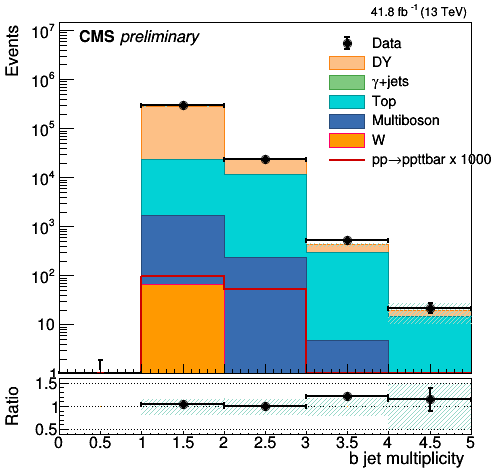 41.8 fb⁻¹ (13 TeV)
CMS preliminary
Events
10⁷
10⁶
10⁵
10⁴
10³
10²
10
1
Data
DY
γ+jets
Top
Multiboson
W
pp→ppttbar x 1000
Ratio
1.5
1
0.5
0 0.5 1 1.5 2 2.5 3 3.5 4 4.5 5
b jet multiplicity